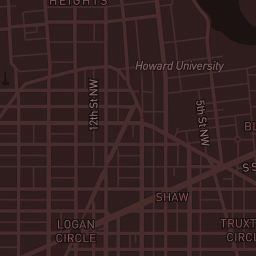 HEIGHTS
Howard University
12th St NW
5th St NW
SHAW
LOGAN
CIRCLE
TRUXT
CIRCL